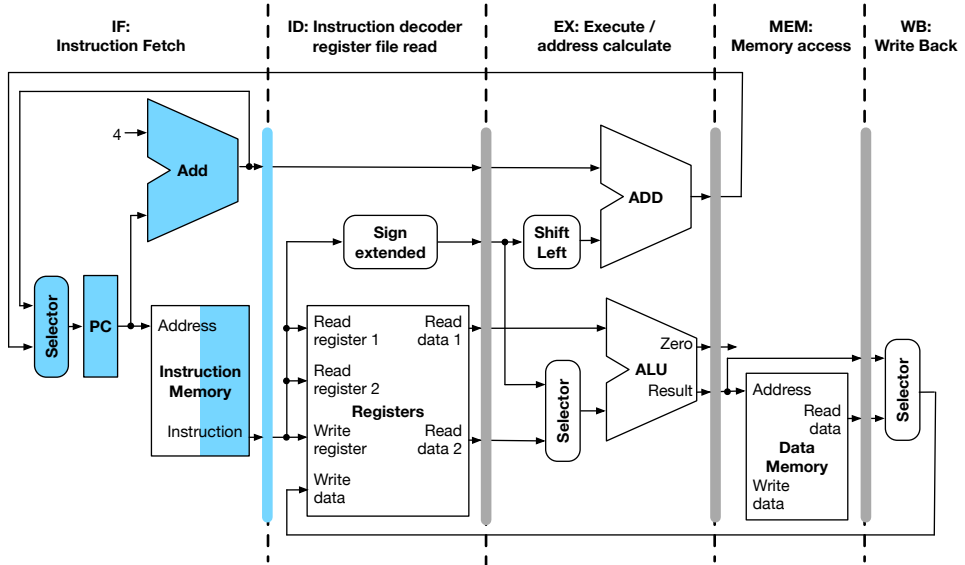 IF:
Instruction Fetch
ID: Instruction decoder
register file read
EX: Execute /
address calculate
MEM:
Memory access
WB:
Write Back
4
Add
ADD
Sign
extended
Shift
Left
Selector
PC
Address
Instruction
Memory
Instruction
Read
register 1
Read
data 1
Read
register 2
Registers
Write
register
Read
data 2
Write
data
Selector
Zero
ALU
Result
Address
Read
data
Data
Memory
Write
data
Selector